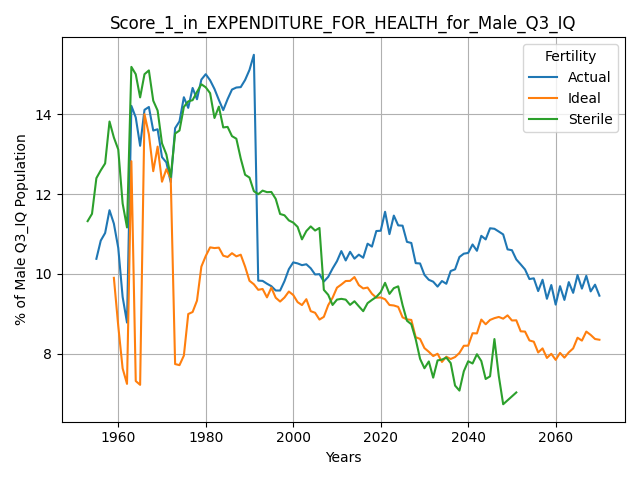 Score_1_in_EXPENDITURE_FOR_HEALTH_for_Male_Q3_IQ
% of Male Q3_IQ Population
14
12
10
8
Fertility
Actual
Ideal
Sterile
1960 1980 2000 2020 2040 2060
Years